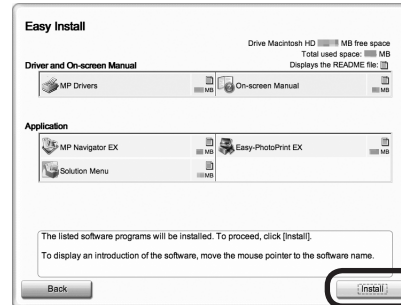 Easy Install
Drive Macintosh HD MB free space
Total used space: MB
Driver and On-screen Manual
Displays the README file:
MP Drivers
MB
On-screen Manual
MB
Application
MP Navigator EX
MB
Easy-PhotoPrint EX
MB
Solution Menu
MB
The listed software programs will be installed. To proceed, click [Install].
To display an introduction of the software, move the mouse pointer to the software name.
Back
Install